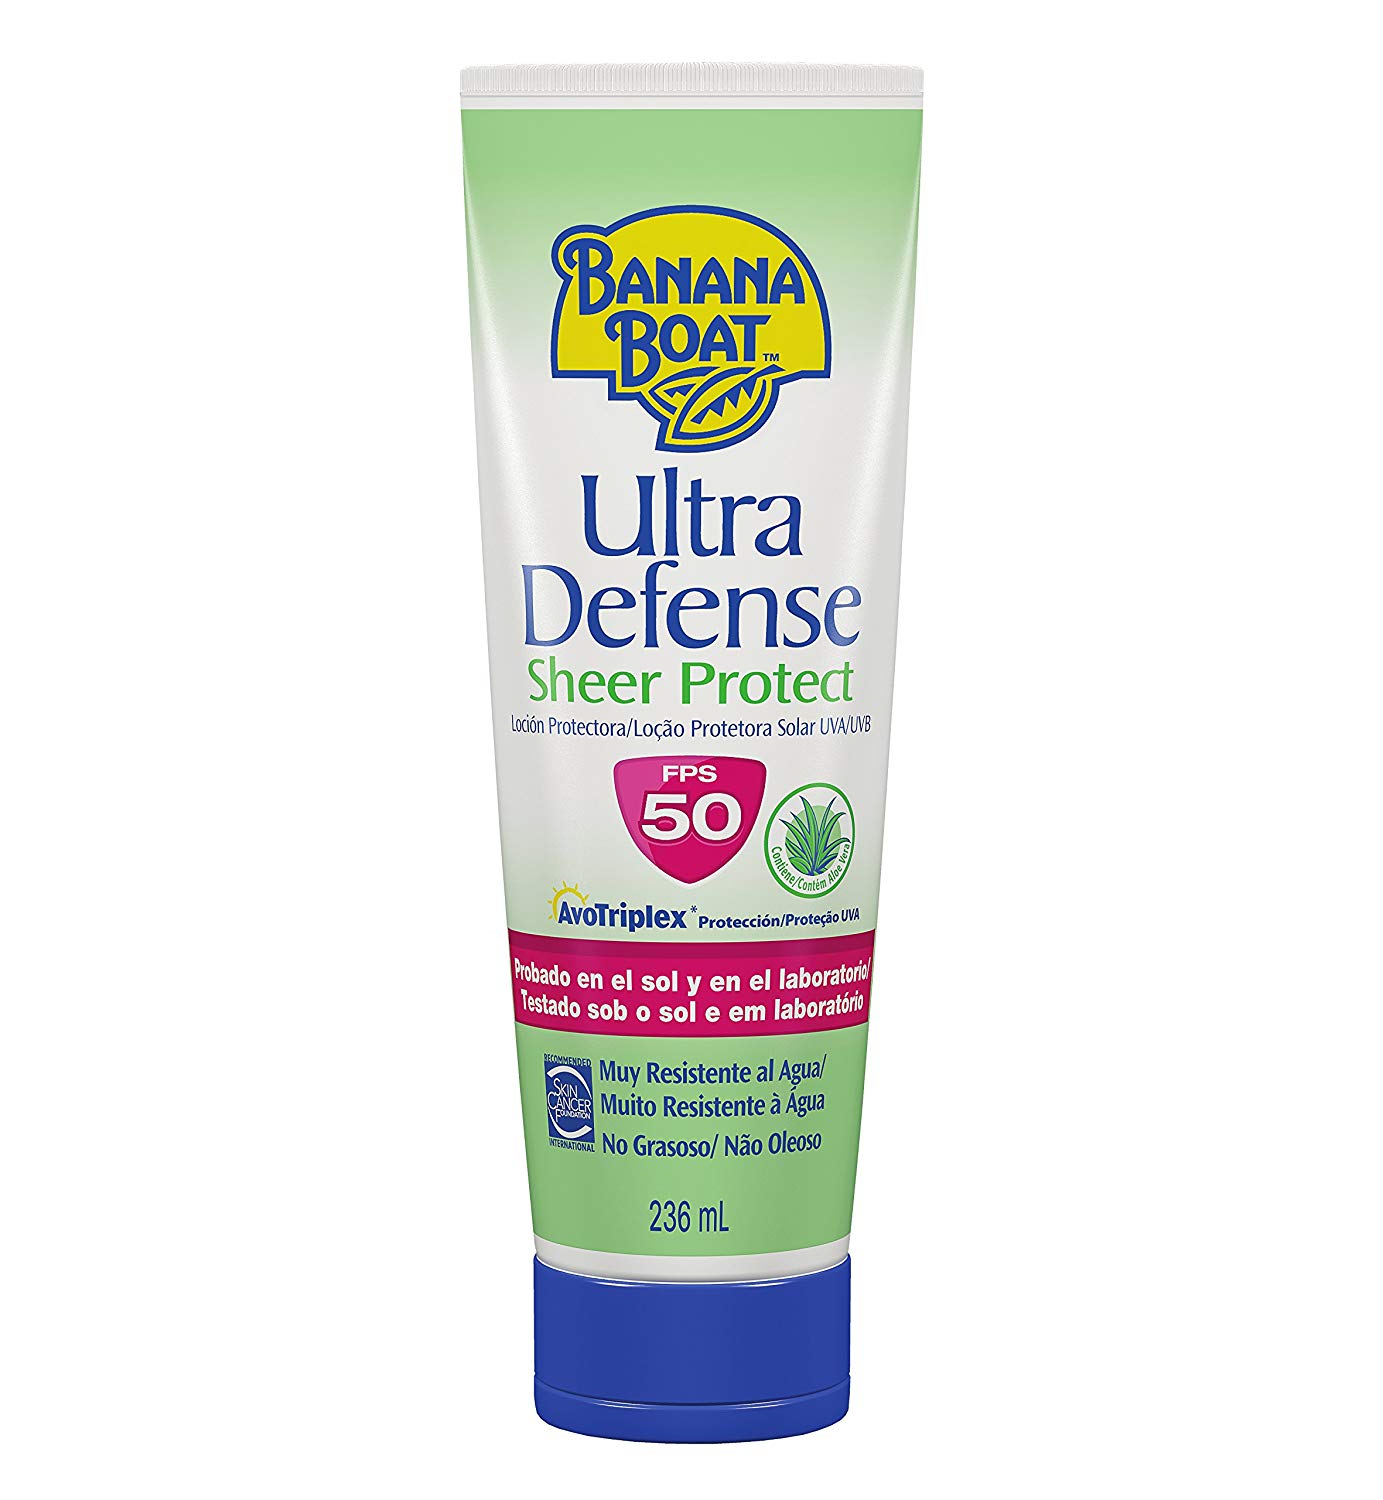 BANANA
BOAT™
Ultra
Defense
Sheer Protect
Loción Protectora/Loção Protetora Solar UVA/UVB
FPS
50
Contiene/Contém Aloe Vera
AvoTriplex* Protección/Proteção UVA
Probado en el sol y en el laboratorio/
Testado sob o sol e em laboratório
RECOMMENDED
SKIN
CANCER
FOUNDATION
INTERNATIONAL
Muy Resistente al Agua/
Muito Resistente à Água
No Grasoso/ Não Oleoso
236 mL